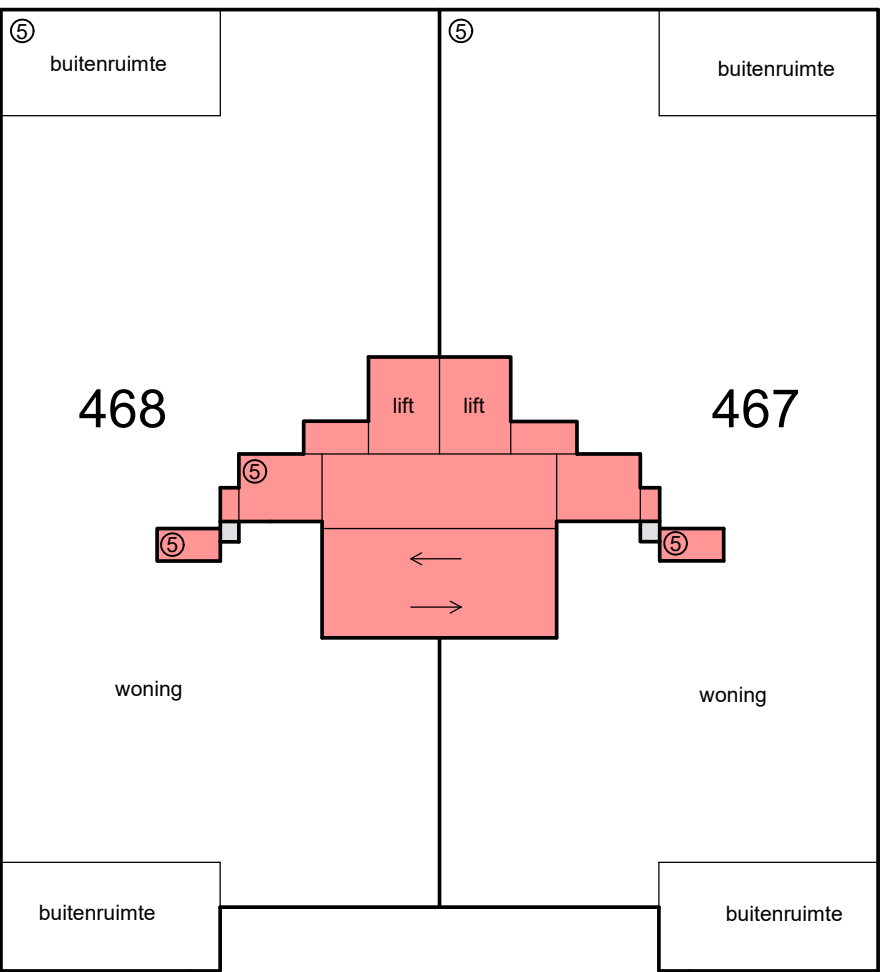 ⑤
⑤
buitenruimte
buitenruimte
468
lift
lift
467
⑤
⑤
⑤
woning
woning
buitenruimte
buitenruimte